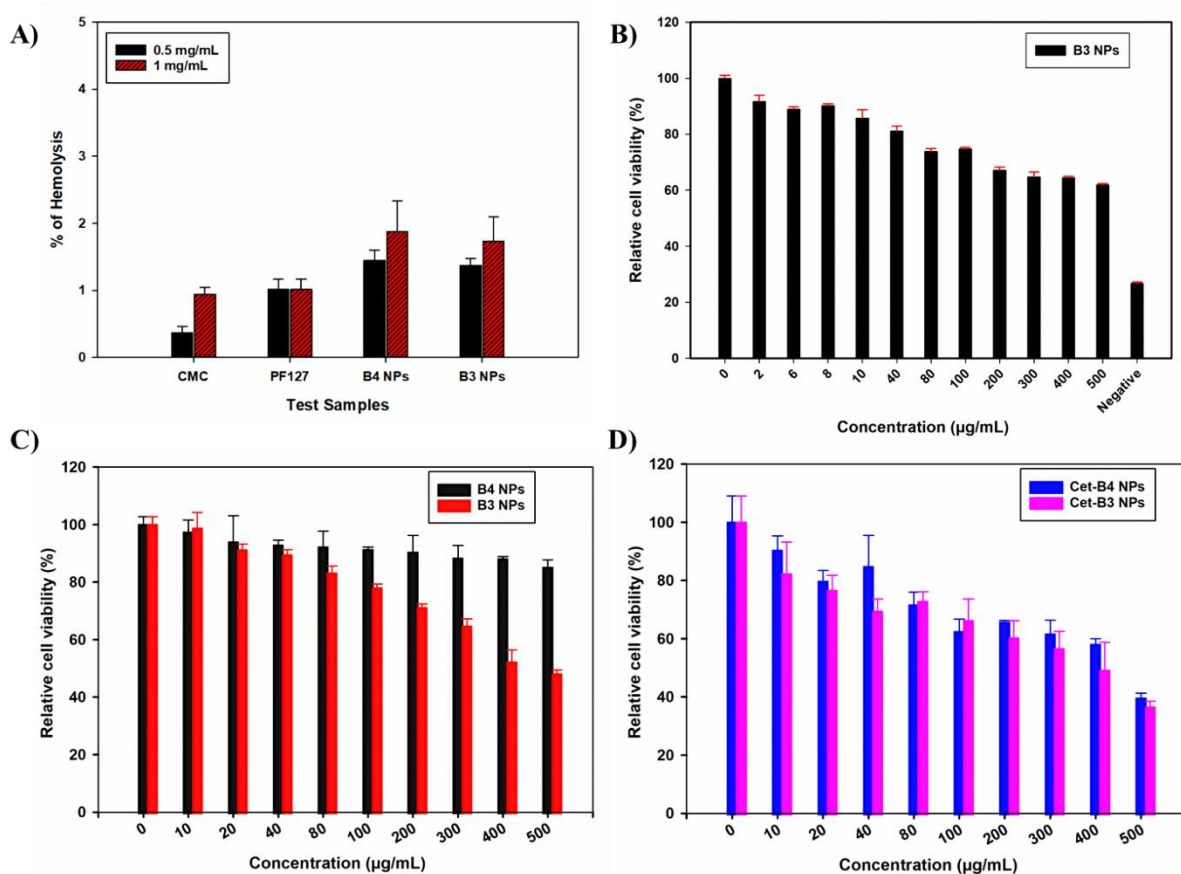 A)
5
4
3
2
1
0
% of Hemolysis
0.5 mg/mL
1 mg/mL
CMC PF127 B4 NPs B3 NPs
Test Samples
B)
120
100
80
60
40
20
0
Relative cell viability (%)
B3 NPs
0 2 6 8 10 40 80 100 200 300 400 500 Negative
Concentration (µg/mL)
C)
120
100
80
60
40
20
0
Relative cell viability (%)
B4 NPs
B3 NPs
0 10 20 40 80 100 200 300 400 500
Concentration (µg/mL)
D)
120
100
80
60
40
20
0
Relative cell viability (%)
Cet-B4 NPs
Cet-B3 NPs
0 10 20 40 80 100 200 300 400 500
Concentration (µg/mL)